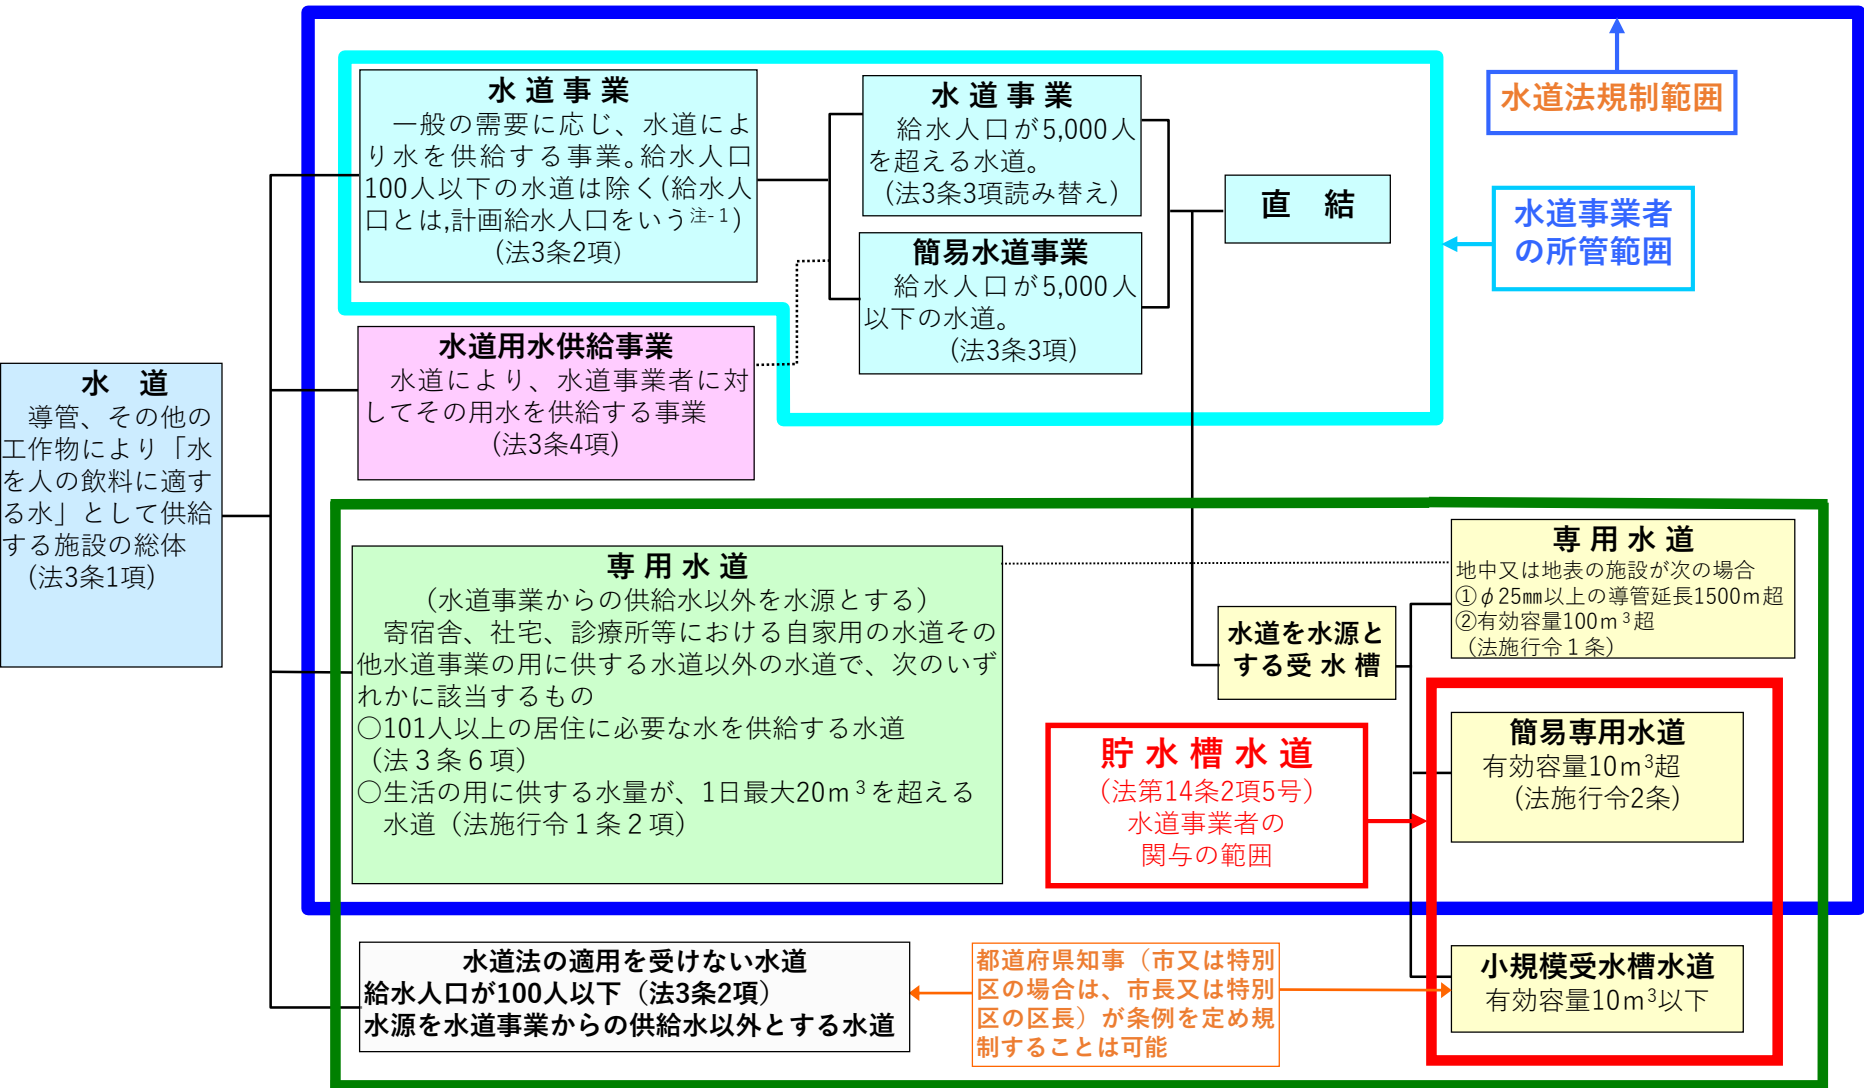 水道法規制範囲
水道事業
一般の需要に応じ、水道によ
り水を供給する事業。給水人口
100人以下の水道は除く(給水人
口とは,計画給水人口をいう注-1)
(法3条2項)
水道事業
給水人口が5,000人
を超える水道。
(法3条3項読み替え)
直 結
水道事業者
の所管範囲
簡易水道事業
給水人口が5,000人
以下の水道。
(法3条3項)
水道用水供給事業
水道により、水道事業者に対
してその用水を供給する事業
(法3条4項)
水 道
導管、その他の
工作物により「水
を人の飲料に適す
る水」として供給
する施設の総体
(法3条1項)
専用水道
（水道事業からの供給水以外を水源とする）
寄宿舎、社宅、診療所等における自家用の水道その
他水道事業の用に供する水道以外の水道で、次のいず
れかに該当するもの
○101人以上の居住に必要な水を供給する水道
（法３条６項）
○生活の用に供する水量が、1日最大20m³を超える
水道（法施行令１条２項）
専用水道
地中又は地表の施設が次の場合
①φ25㎜以上の導管延長1500m超
②有効容量100m³超
（法施行令１条）
水道を水源と
する受水槽
貯水槽水道
（法第14条2項5号）
水道事業者の
関与の範囲
簡易専用水道
有効容量10m³超
(法施行令2条)
水道法の適用を受けない水道
給水人口が100人以下（法3条2項）
水源を水道事業からの供給水以外とする水道
都道府県知事（市又は特別
区の場合は、市長又は特別
区の区長）が条例を定め規
制することは可能
小規模受水槽水道
有効容量10m³以下